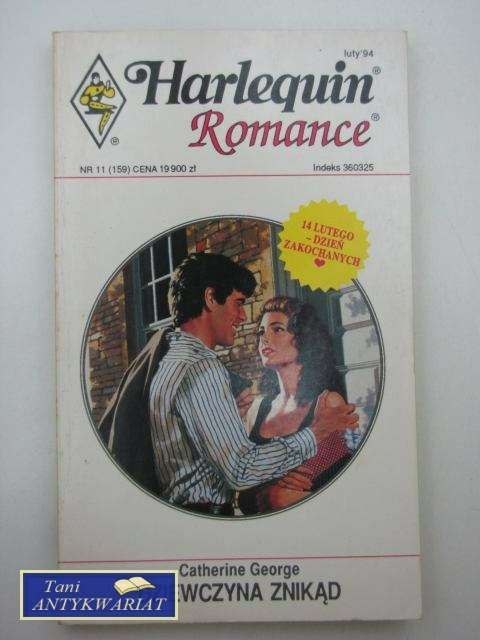 luty'94
Harlequin®
Romance®
®
NR 11 (159) CENA 19 900 zł
Indeks 360325
14 LUTEGO
- DZIEŃ
ZAKOCHANYCH
Catherine George
EWCZYNA ZNIKĄD
Tani
ANTYKWARIAT